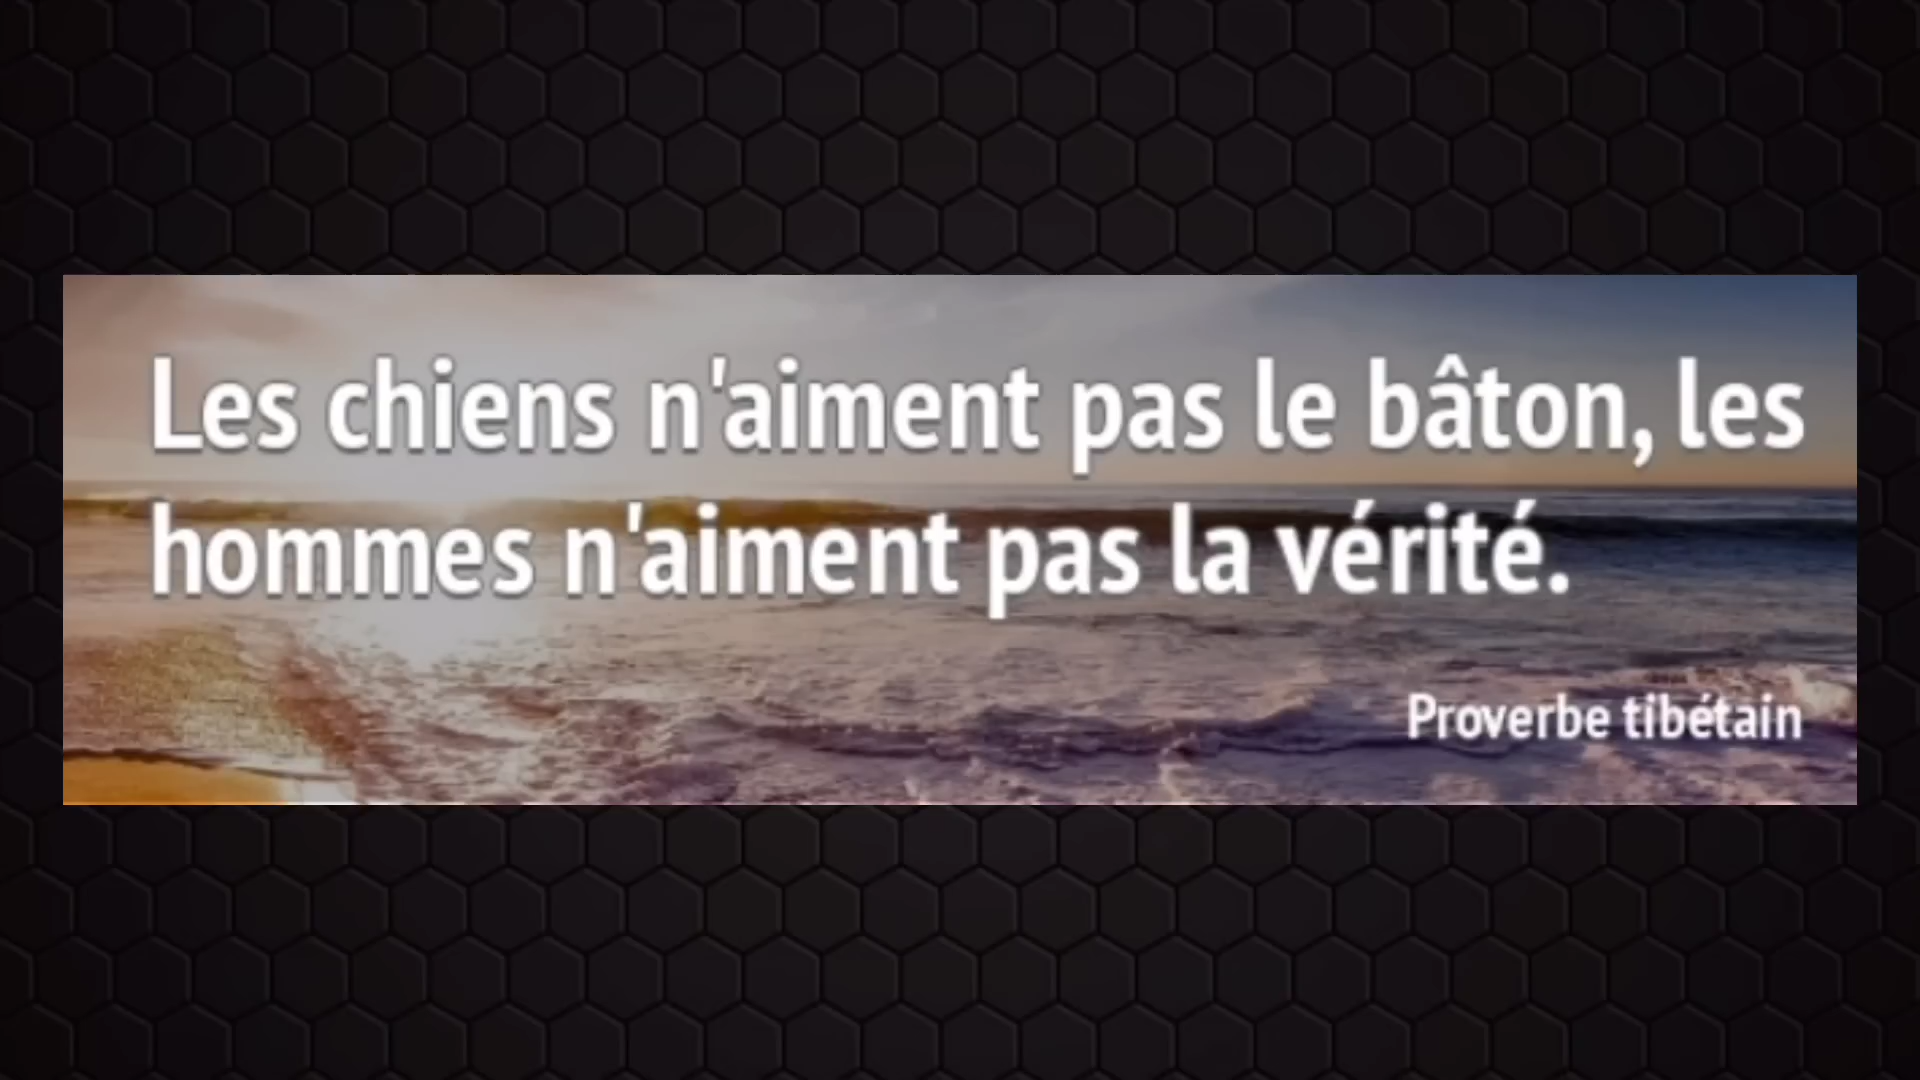 Les chiens n'aiment pas le bâton, les
hommes n'aiment pas la vérité.
Proverbe tibétain